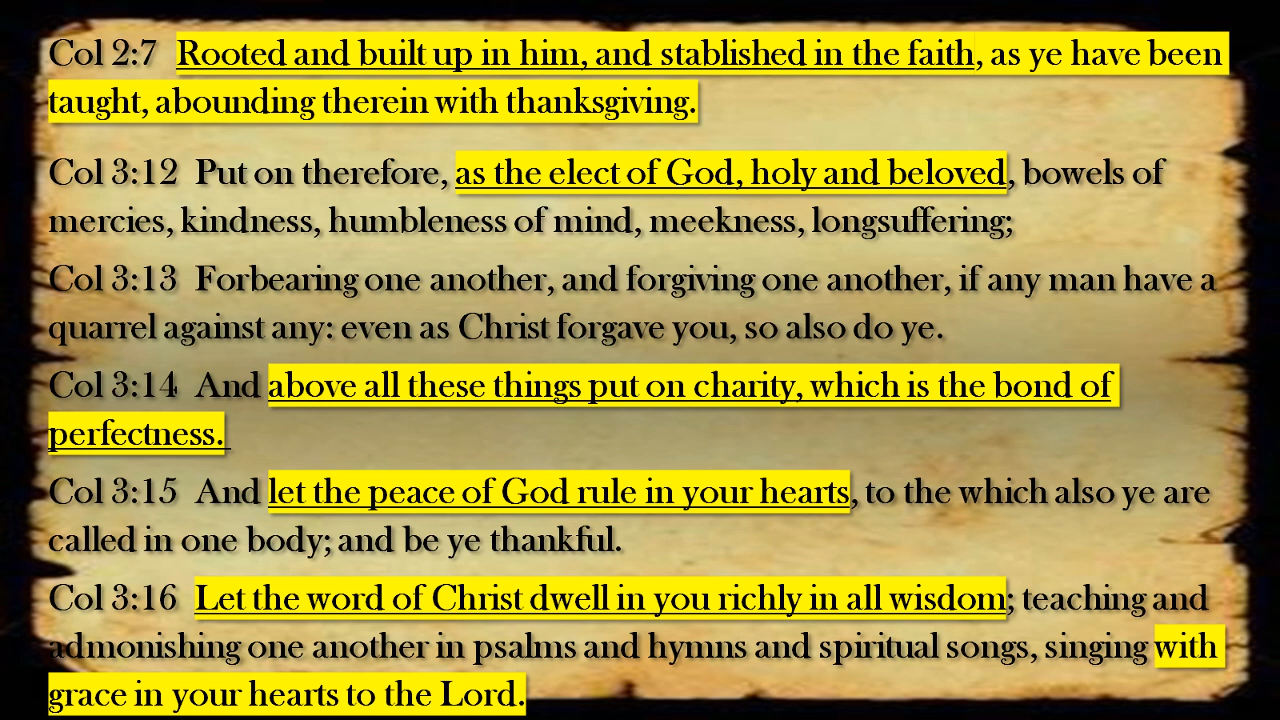 Col 2:7  Rooted and built up in him, and stablished in the faith, as ye have been
taught, abounding therein with thanksgiving.
Col 3:12  Put on therefore, as the elect of God, holy and beloved, bowels of
mercies, kindness, humbleness of mind, meekness, longsuffering;
Col 3:13  Forbearing one another, and forgiving one another, if any man have a
quarrel against any: even as Christ forgave you, so also do ye.
Col 3:14  And above all these things put on charity, which is the bond of
perfectness.
Col 3:15  And let the peace of God rule in your hearts, to the which also ye are
called in one body; and be ye thankful.
Col 3:16  Let the word of Christ dwell in you richly in all wisdom; teaching and
admonishing one another in psalms and hymns and spiritual songs, singing with
grace in your hearts to the Lord.